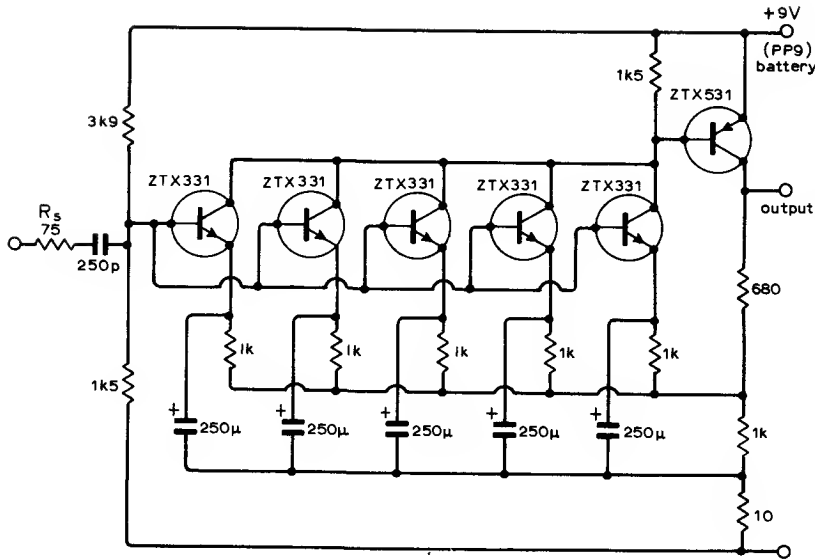 +9V
(PP9)
battery
1k5
ZTX531
3k9
ZTX331
ZTX331
ZTX331
ZTX331
ZTX331
Rs
75
250p
output
680
1k
1k
1k
1k
1k
1k5
+
250μ
+
250μ
+
250μ
+
250μ
+
250μ
1k
10